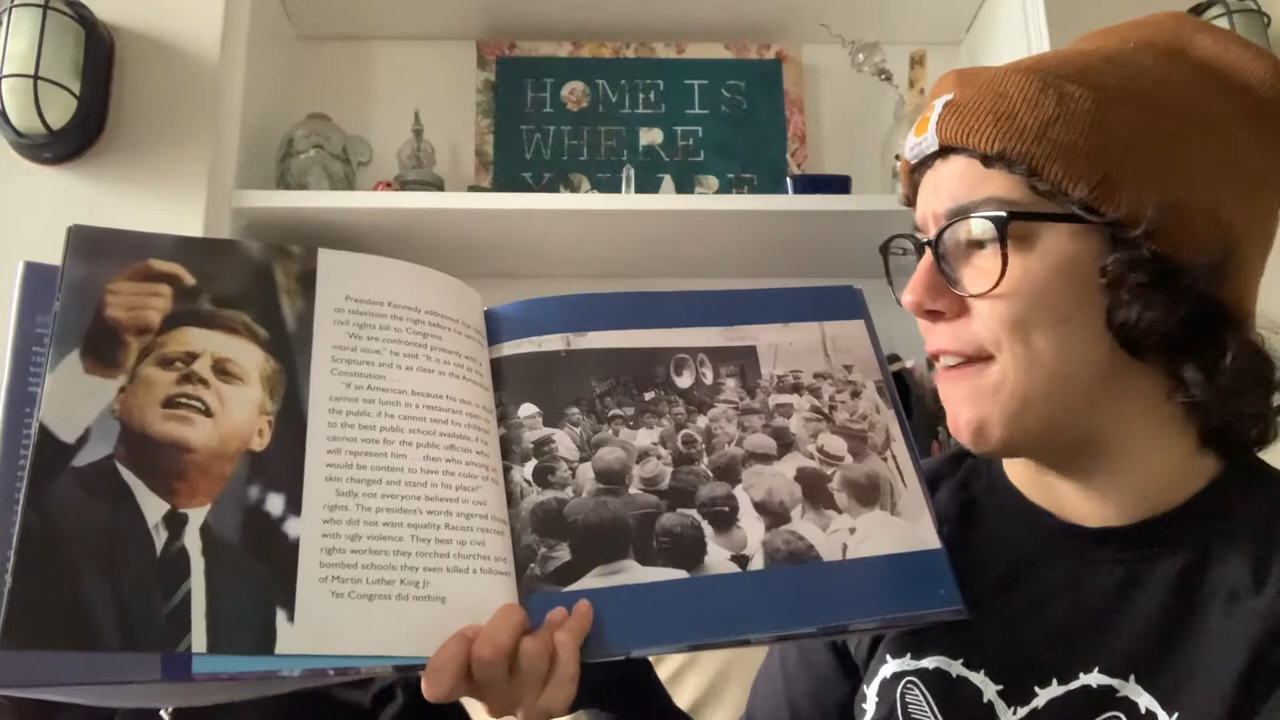 HOME IS
WHERE
YOU ARE
President Kennedy addressed the
on television the night before he sent
civil rights bill to Congress.
"We are confronted primarily with a
moral issue," he said. "It is as old as the
Scriptures and is as clear as the American
Constitution. . . .
"If an American, because his skin is
cannot eat lunch in a restaurant open to
the public, if he cannot send his children
to the best public school available, if he
cannot vote for the public officials who
will represent him . . . then who among us
would be content to have the color of his
skin changed and stand in his place?"
Sadly, not everyone believed in civil
rights. The president's words angered those
who did not want equality. Racists reacted
with ugly violence. They beat up civil
rights workers; they torched churches and
bombed schools; they even killed a follower
of Martin Luther King Jr.
Yet Congress did nothing.